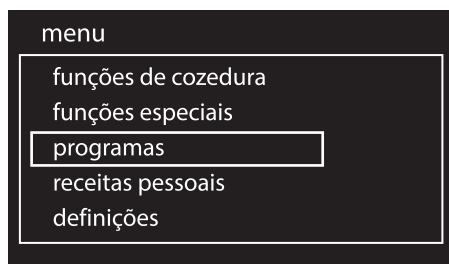 menu
funções de cozedura
funções especiais
programas
receitas pessoais
definições